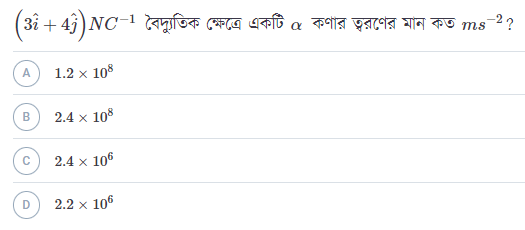 (3î + 4ĵ) NC⁻¹ বৈদ্যুতিক ক্ষেত্রে একটি α কণার ত্বরণের মান কত ms⁻²?
A 1.2 × 10⁸
B 2.4 × 10⁸
C 2.4 × 10⁶
D 2.2 × 10⁶